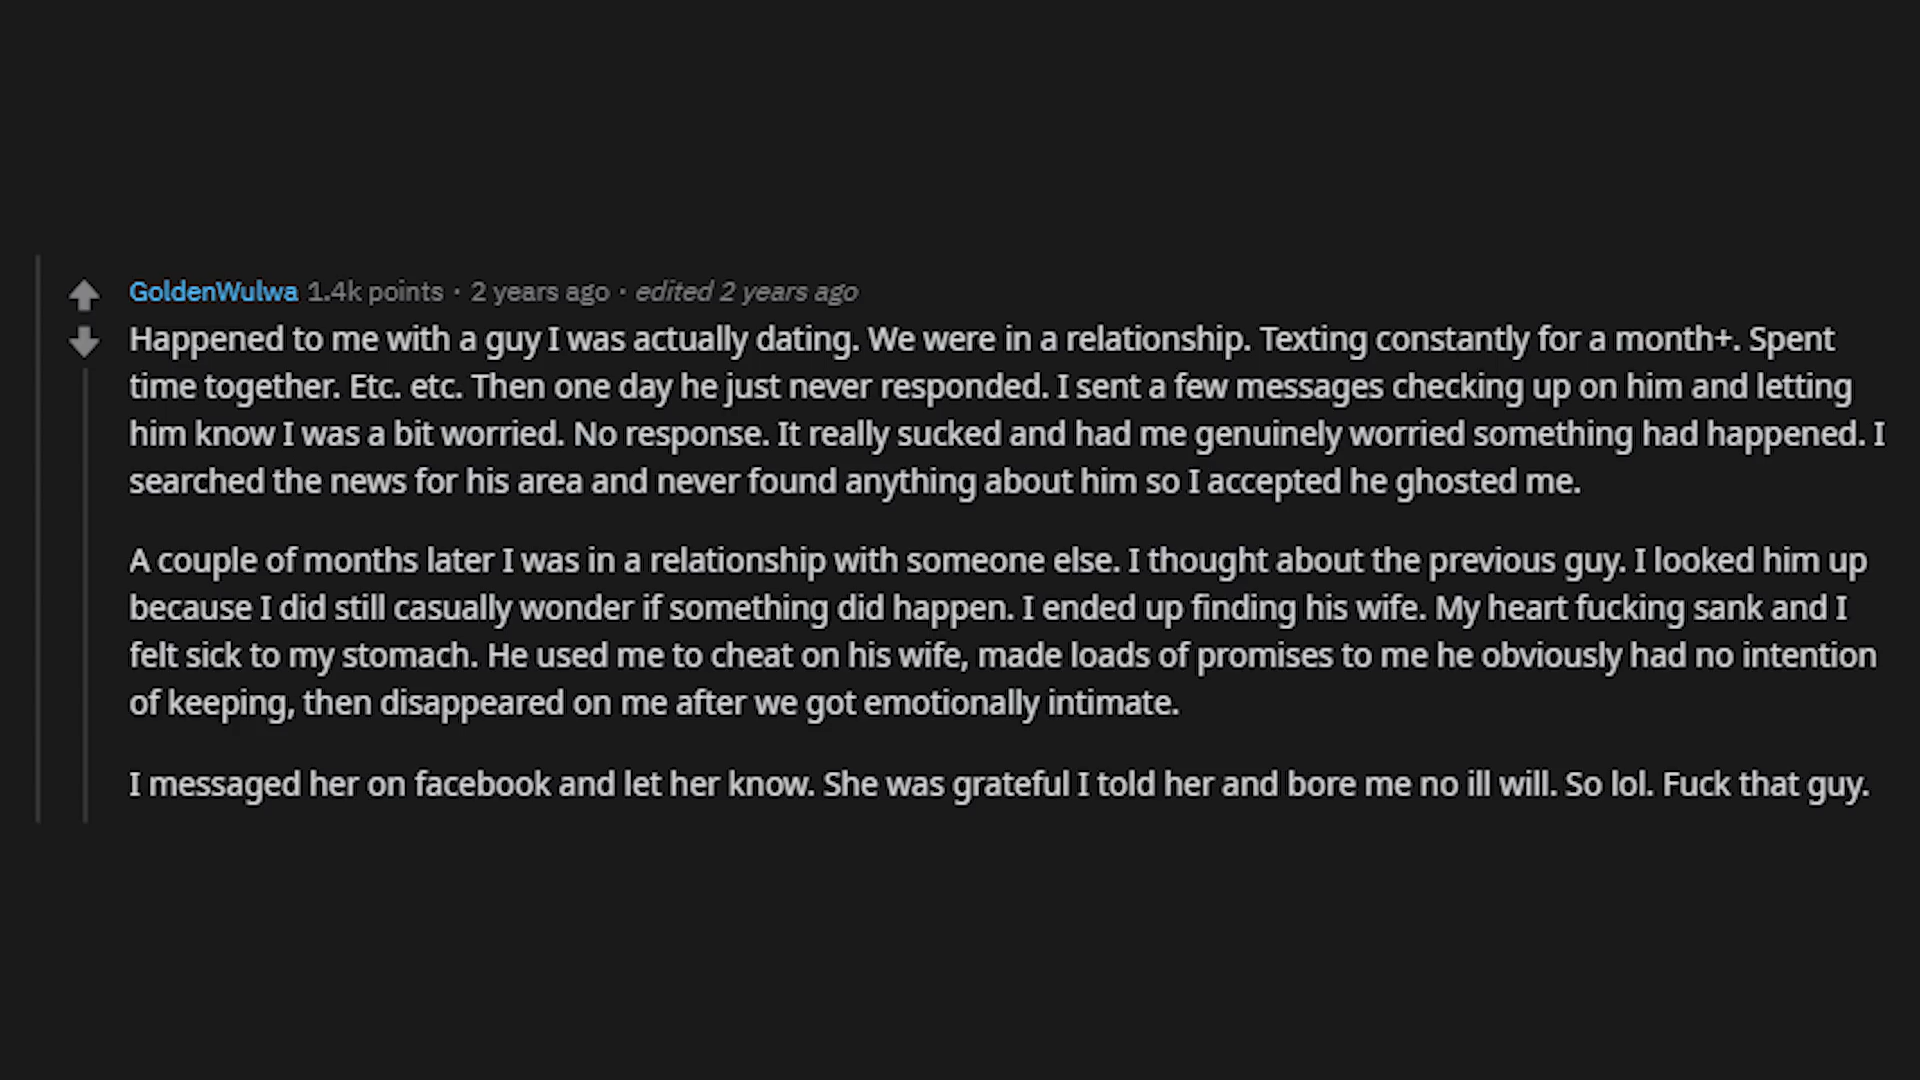 GoldenWulwa 1.4k points · 2 years ago · edited 2 years ago
Happened to me with a guy I was actually dating. We were in a relationship. Texting constantly for a month+. Spent
time together. Etc. etc. Then one day he just never responded. I sent a few messages checking up on him and letting
him know I was a bit worried. No response. It really sucked and had me genuinely worried something had happened. I
searched the news for his area and never found anything about him so I accepted he ghosted me.
A couple of months later I was in a relationship with someone else. I thought about the previous guy. I looked him up
because I did still casually wonder if something did happen. I ended up finding his wife. My heart fucking sank and I
felt sick to my stomach. He used me to cheat on his wife, made loads of promises to me he obviously had no intention
of keeping, then disappeared on me after we got emotionally intimate.
I messaged her on facebook and let her know. She was grateful I told her and bore me no ill will. So lol. Fuck that guy.